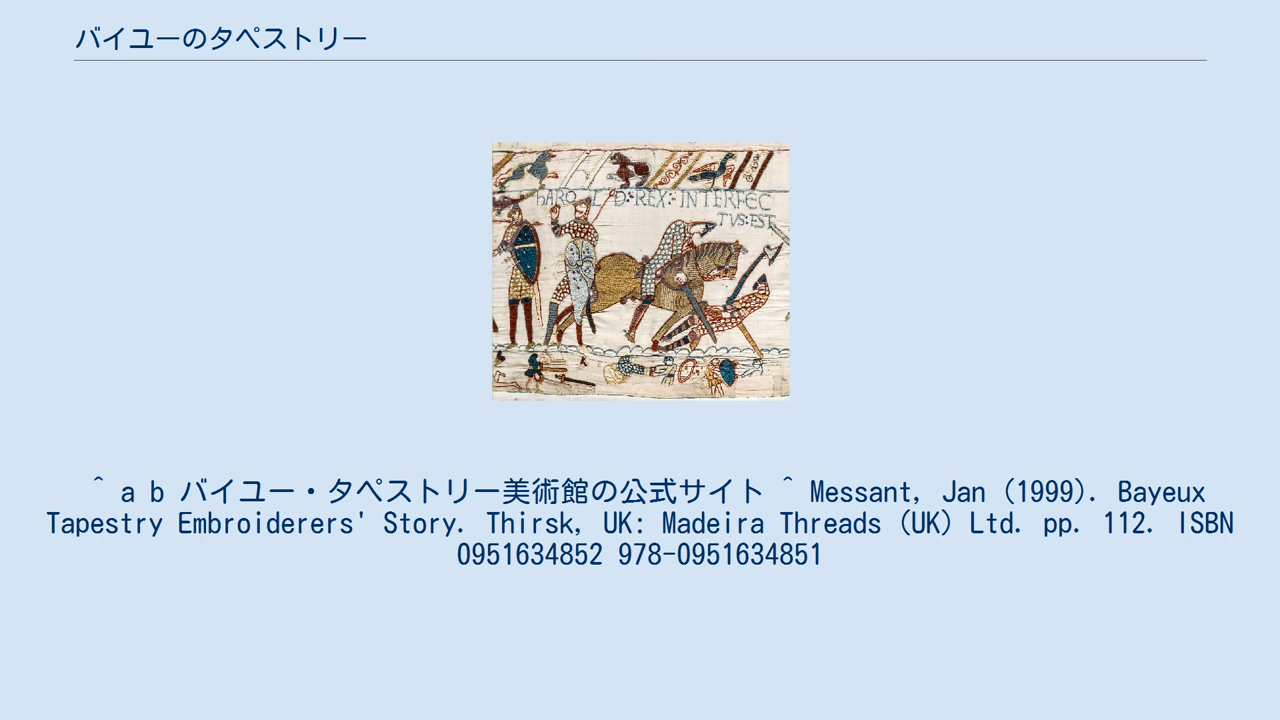 バイユーのタペストリー
hARO L D:REX:INTERFEC
TVS:EST
^ a b バイユー・タペストリー美術館の公式サイト ^ Messant, Jan (1999). Bayeux
Tapestry Embroiderers' Story. Thirsk, UK: Madeira Threads (UK) Ltd. pp. 112. ISBN
0951634852 978-0951634851